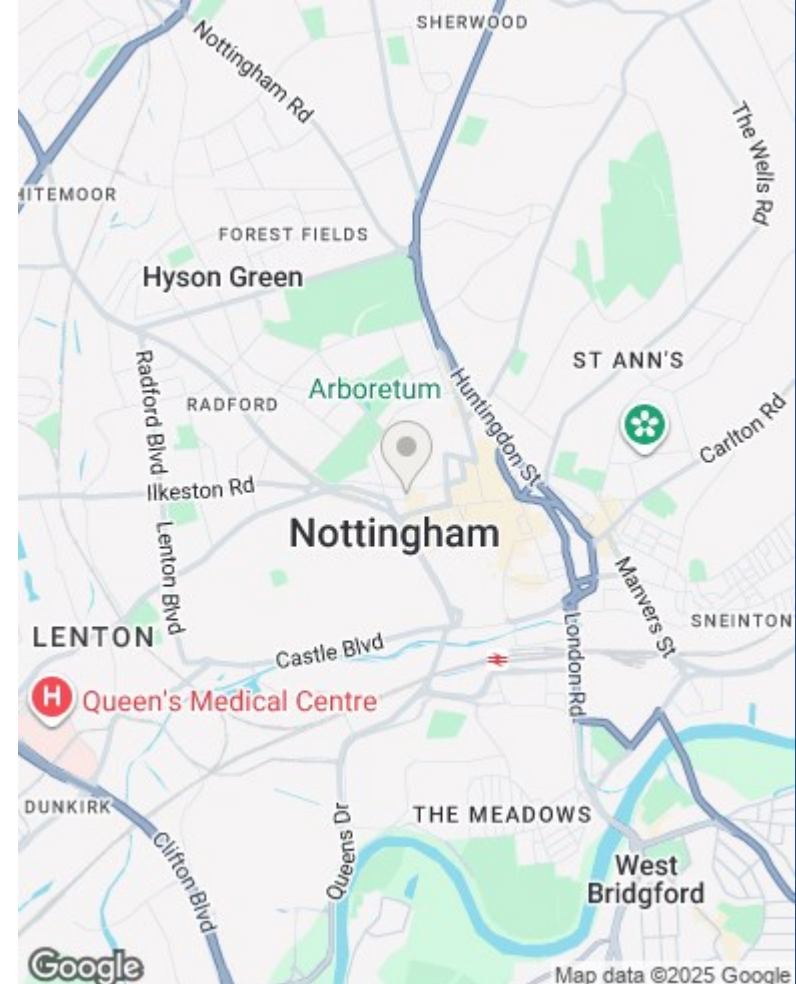 SHERWOOD
Nottingham Rd
The Wells Rd
HITEMOOR
FOREST FIELDS
Hyson Green
ST ANN'S
Arboretum
Huntingdon St
Radford Blvd
RADFORD
Carlton Rd
Ilkeston Rd
Nottingham
Lenton Blvd
Manvers St
SNEINTON
LENTON
Castle Blvd
London Rd
H
Queen's Medical Centre
DUNKIRK
THE MEADOWS
Queens Dr
Clifton Blvd
West
Bridgford
Google
Map data ©2025 Google